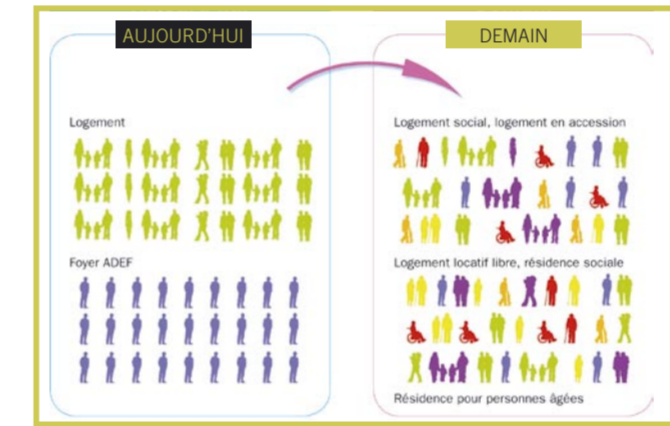 AUJOURD'HUI
DEMAIN
Logement
Foyer ADEF
Logement social, logement en accession
Logement locatif libre, résidence sociale
Résidence pour personnes âgées